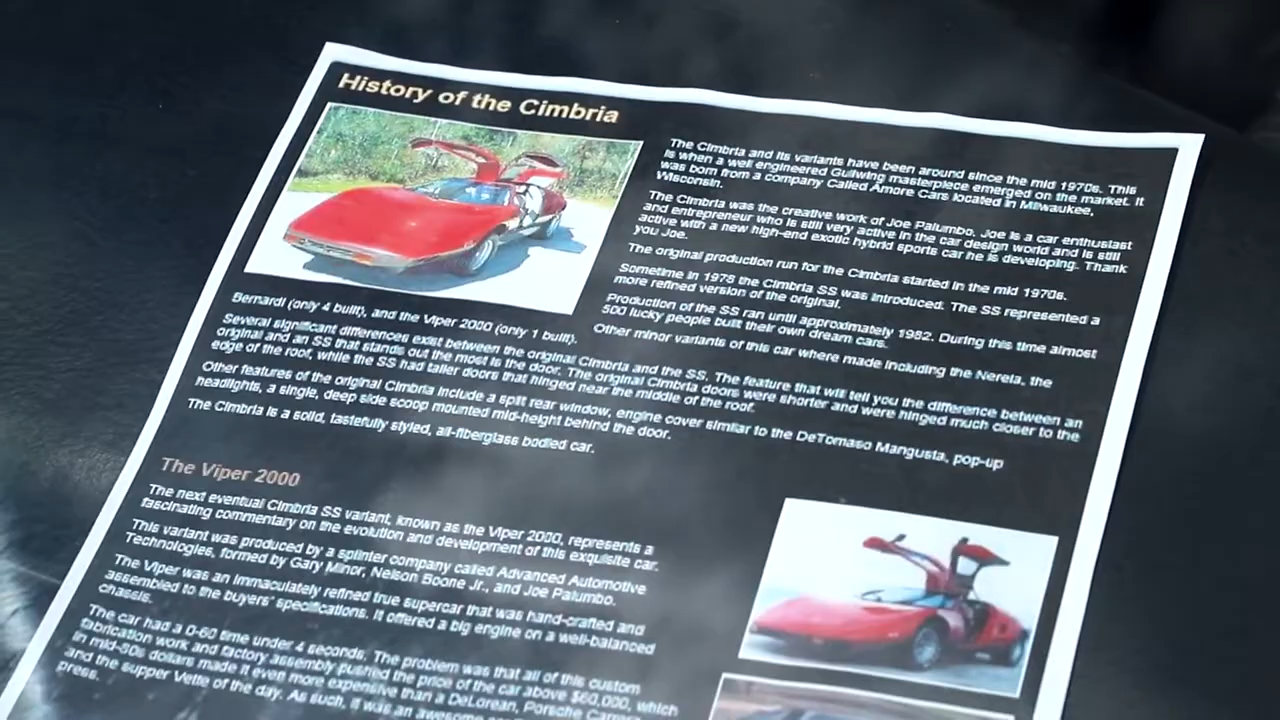 History of the Cimbria
The Cimbria and its variants have been around since the mid 1970s. This
is when a well engineered Gullwing masterpiece emerged on the market. It
was born from a company Called Amore Cars located in Milwaukee,
Wisconsin.
The Cimbria was the creative work of Joe Palumbo. Joe is a car enthusiast
and entrepreneur who is still very active in the car design world and is still
active with a new high-end exotic hybrid sports car he is developing. Thank
you Joe.
The original production run for the Cimbria started in the mid 1970s.
Sometime in 1978 the Cimbria SS was introduced. The SS represented a
more refined version of the original.
Production of the SS ran until approximately 1982. During this time almost
500 lucky people built their own dream cars.
Other minor variants of this car where made including the Nereia, the
Bernardi (only 4 built), and the Viper 2000 (only 1 built).
Several significant differences exist between the original Cimbria and the SS. The feature that will tell you the difference between an
original and an SS that stands out the most is the door. The original Cimbria doors were shorter and were hinged much closer to the
edge of the roof, while the SS had taller doors that hinged near the middle of the roof.
Other features of the original Cimbria include a split rear window, engine cover similar to the DeTomaso Mangusta, pop-up
headlights, a single, deep side scoop mounted mid-height behind the door.
The Cimbria is a solid, tastefully styled, all-fiberglass bodied car.
The Viper 2000
The next eventual Cimbria SS variant, known as the Viper 2000, represents a
fascinating commentary on the evolution and development of this exquisite car.
This variant was produced by a splinter company called Advanced Automotive
Technologies, formed by Gary Minor, Nelson Boone Jr., and Joe Palumbo.
The Viper was an immaculately refined true supercar that was hand-crafted and
assembled to the buyers' specifications. It offered a big engine on a well-balanced
chassis.
The car had a 0-60 time under 4 seconds. The problem was that all of this custom
fabrication work and factory assembly pushed the price of the car above $60,000, which
in mid-80s dollars made it even more expensive than a DeLorean, Porsche Carrera
and the supper Vette of the day. As such, it was an awesome
press.